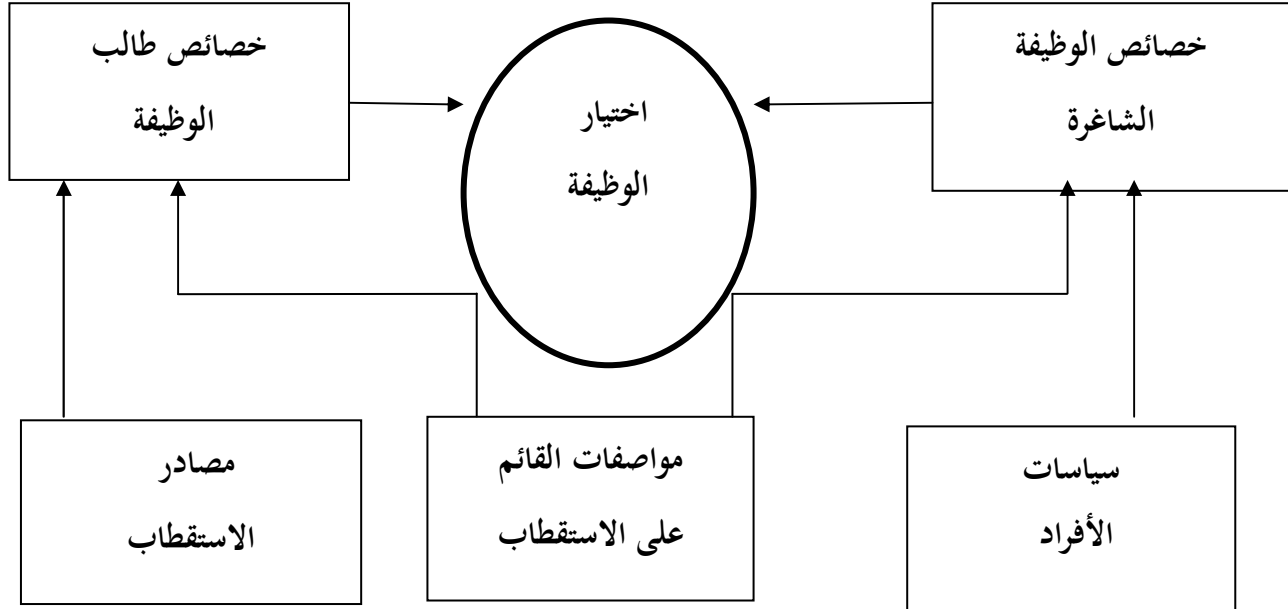 خصائص الوظيفة
الشاغرة
اختيار
الوظيفة
خصائص طالب
الوظيفة
سياسات
الأفراد
مواصفات القائم
على الاستقطاب
مصادر
الاستقطاب